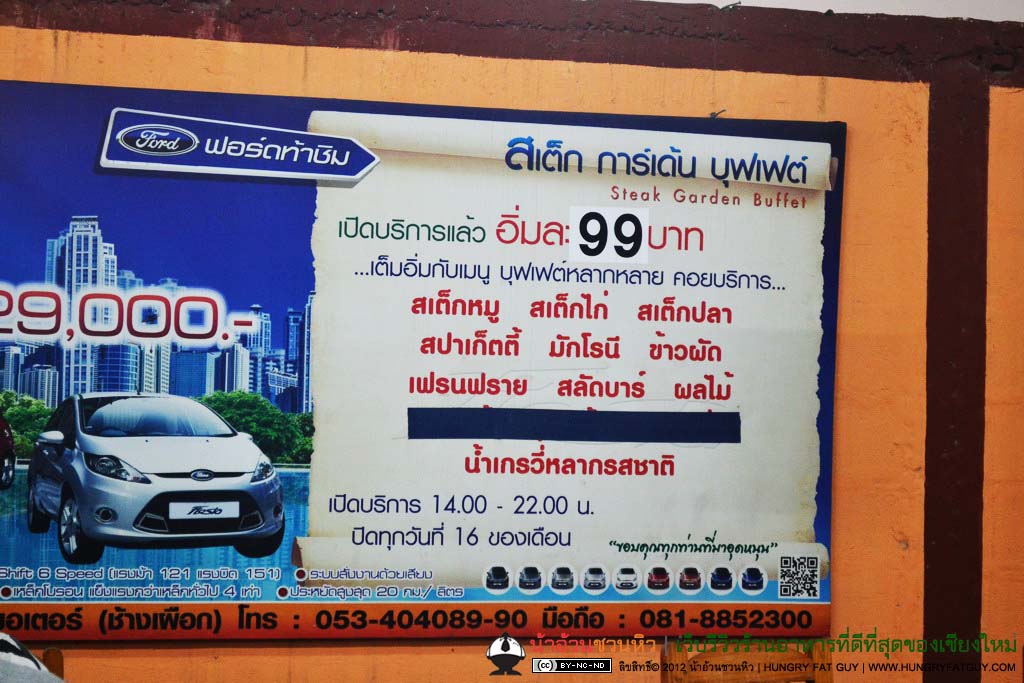 Ford ฟอร์ดท้าชิม
สเต็ก การ์เด้น บุฟเฟต์
Steak Garden Buffet
เปิดบริการแล้ว อิ่มละ 99 บาท
...เต็มอิ่มกับเมนู บุฟเฟต์หลากหลาย คอยบริการ...
สเต็กหมู สเต็กไก่ สเต็กปลา
สปาเก็ตตี้ มักโรนี ข้าวผัด
เฟรนฟราย สลัดบาร์ ผลไม้
น้ำเกรวี่หลากรสชาติ
เปิดบริการ 14.00 - 22.00 น.
ปิดทุกวันที่ 16 ของเดือน
"ขอบคุณทุกท่านที่มาอุดหนุน"
29,000.-
Ford
Fiesta
Shift 6 Speed (แรงม้า 121 แรงบิด 151) ระบบสั่งงานด้วยเสียง
เหล็กโบรอน แข็งแรงกว่าเหล็กทั่วไป 4 เท่า ประหยัดสูงสุด 20 กม./ ลิตร
มอเตอร์ (ช้างเผือก) โทร : 053-404089-90 มือถือ : 081-8852300
น้าอ้วนชวนหิว | เว็บรีวิวร้านอาหารที่ดีที่สุดของเชียงใหม่
cc BY-NC-ND ลิขสิทธิ์© 2012 น้าอ้วนชวนหิว | HUNGRY FAT GUY | WWW.HUNGRYFATGUY.COM